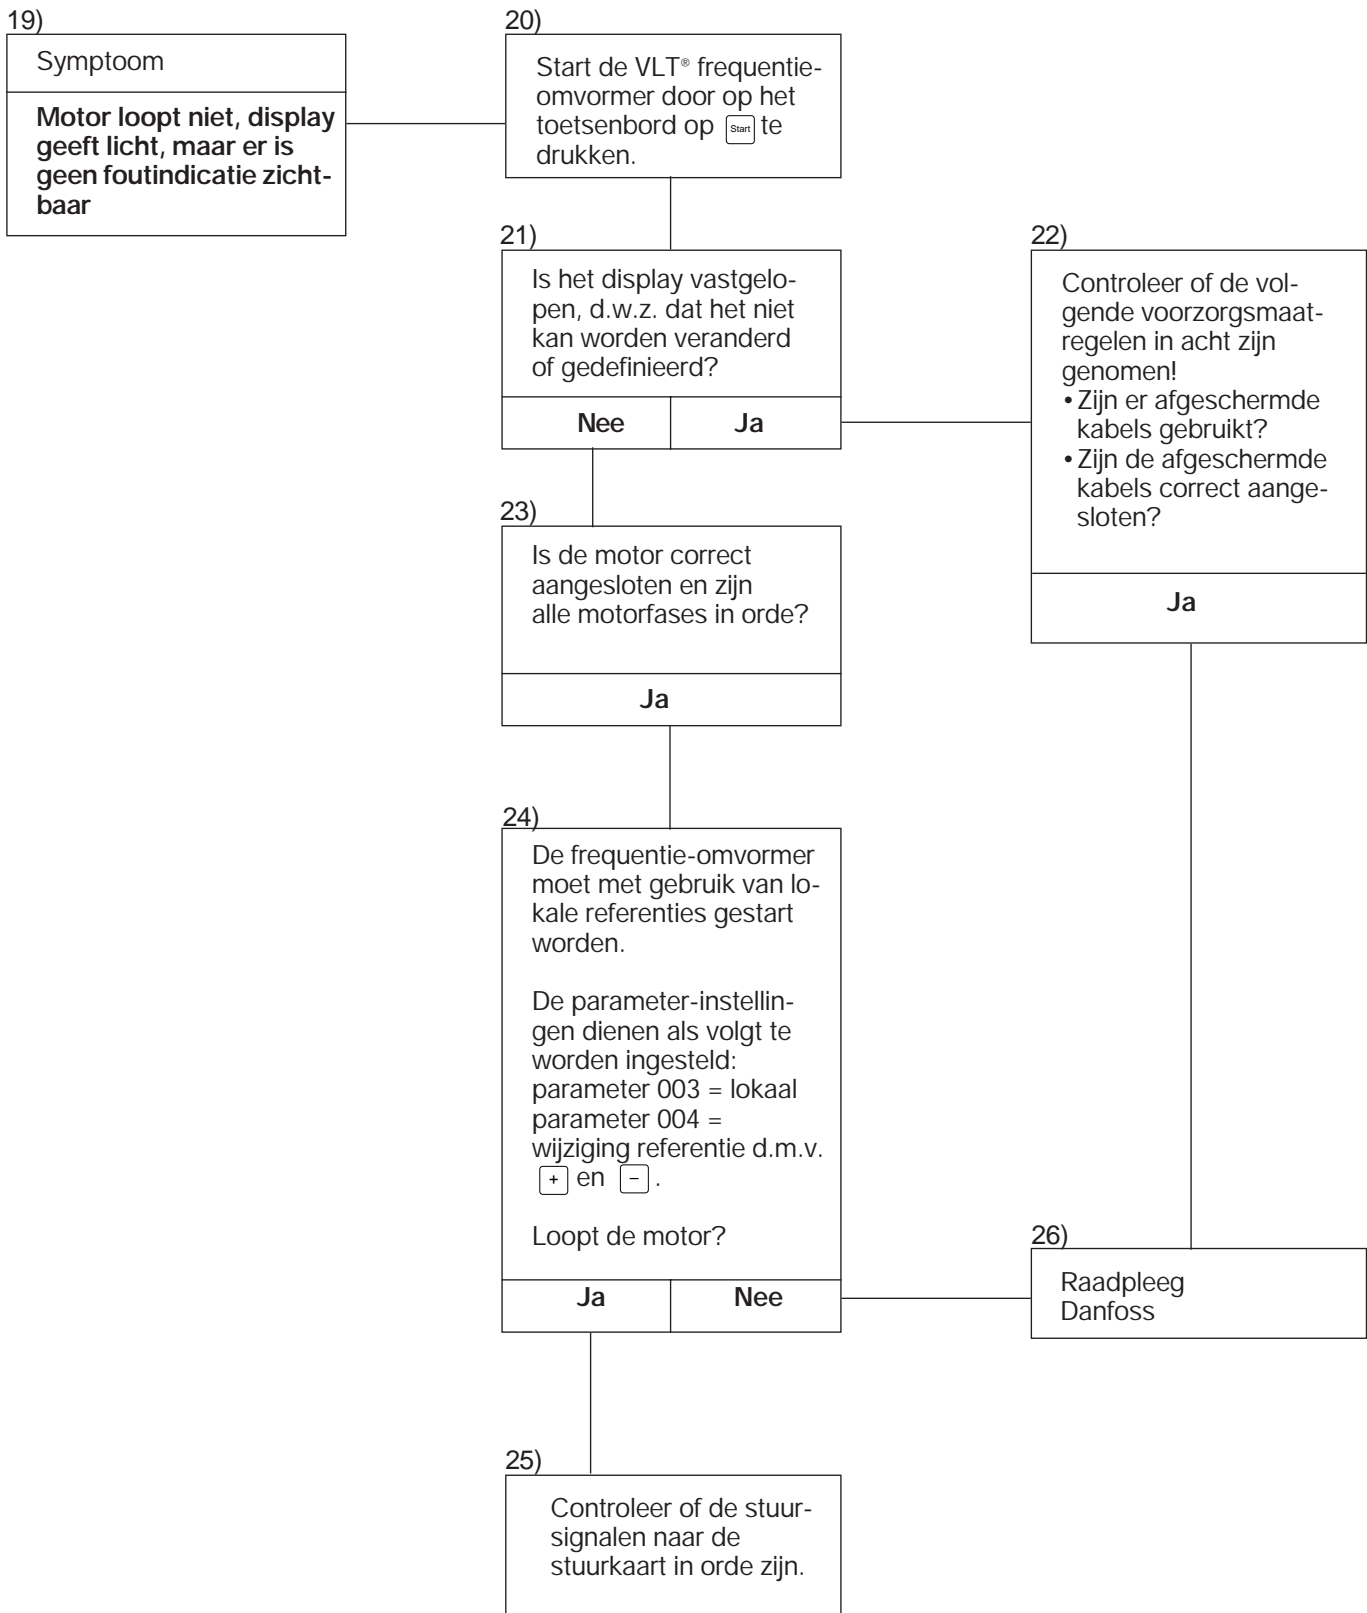 19)
Symptoom
Motor loopt niet, display
geeft licht, maar er is
geen foutindicatie zicht-
baar
20)
Start de VLT® frequentie-
omvormer door op het
toetsenbord op Start te
drukken.
21)
Is het display vastgelo-
pen, d.w.z. dat het niet
kan worden veranderd
of gedefinieerd?
Nee Ja
22)
Controleer of de vol-
gende voorzorgsmaat-
regelen in acht zijn
genomen!
• Zijn er afgeschermde
kabels gebruikt?
• Zijn de afgeschermde
kabels correct aange-
sloten?
Ja
23)
Is de motor correct
aangesloten en zijn
alle motorfases in orde?
Ja
24)
De frequentie-omvormer
moet met gebruik van lo-
kale referenties gestart
worden.
De parameter-instellin-
gen dienen als volgt te
worden ingesteld:
parameter 003 = lokaal
parameter 004 =
wijziging referentie d.m.v.
+ en - .
Loopt de motor?
Ja Nee
26)
Raadpleeg
Danfoss
25)
Controleer of de stuur-
signalen naar de
stuurkaart in orde zijn.